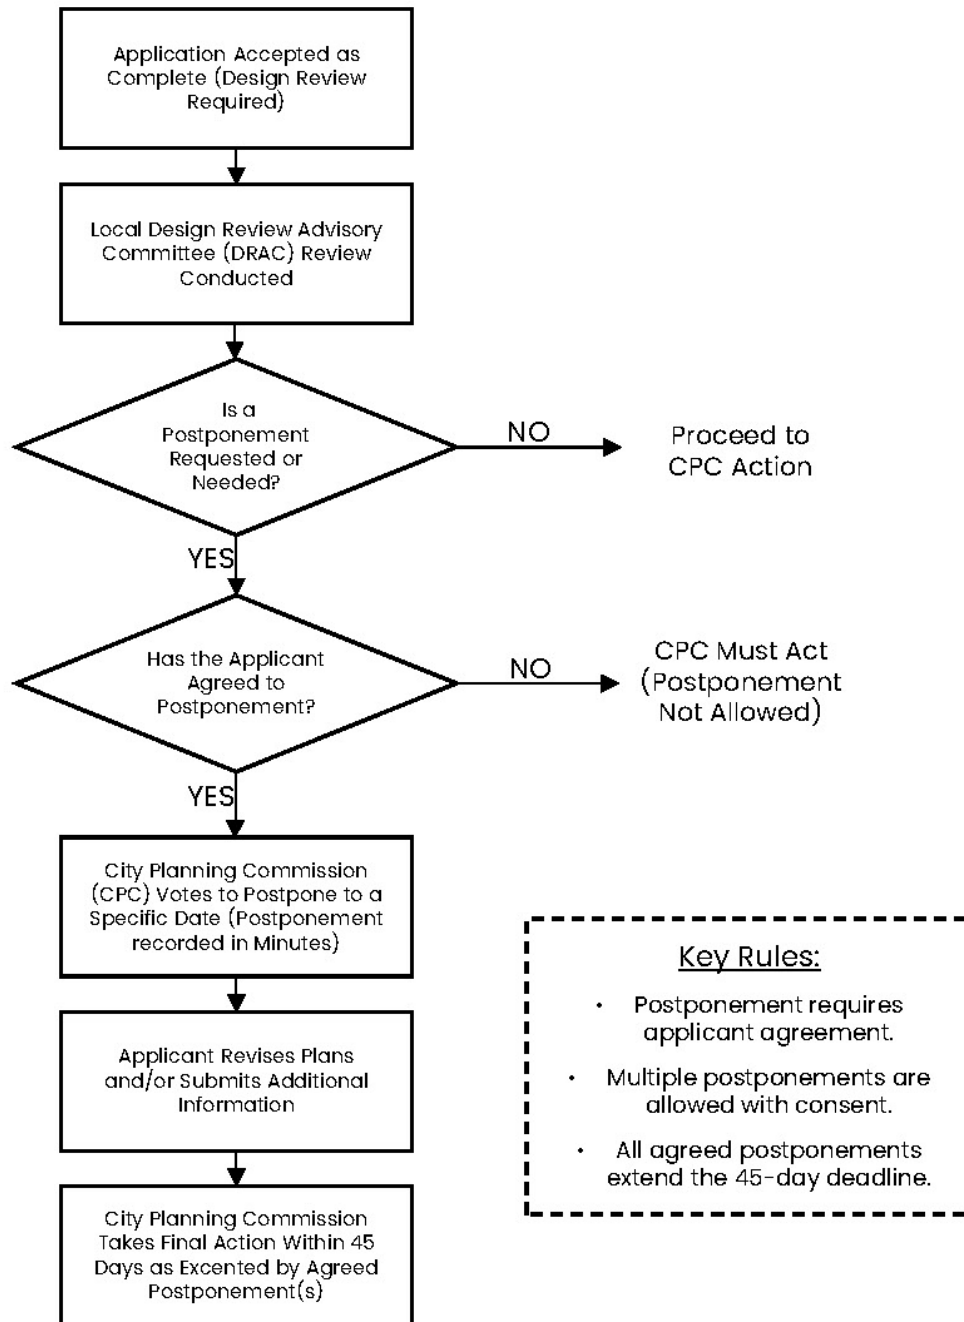 Application Accepted as
Complete (Design Review
Required)
Local Design Review Advisory
Committee (DRAC) Review
Conducted
Is a
Postponement
Requested or
Needed?
NO
Proceed to
CPC Action
YES
Has the Applicant
Agreed to
Postponement?
NO
CPC Must Act
(Postponement
Not Allowed)
YES
City Planning Commission
(CPC) Votes to Postpone to a
Specific Date (Postponement
recorded in Minutes)
Applicant Revises Plans
and/or Submits Additional
Information
City Planning Commission
Takes Final Action Within 45
Days as Excented by Agreed
Postponement(s)
Key Rules:
• Postponement requires
applicant agreement.
• Multiple postponements are
allowed with consent.
• All agreed postponements
extend the 45-day deadline.